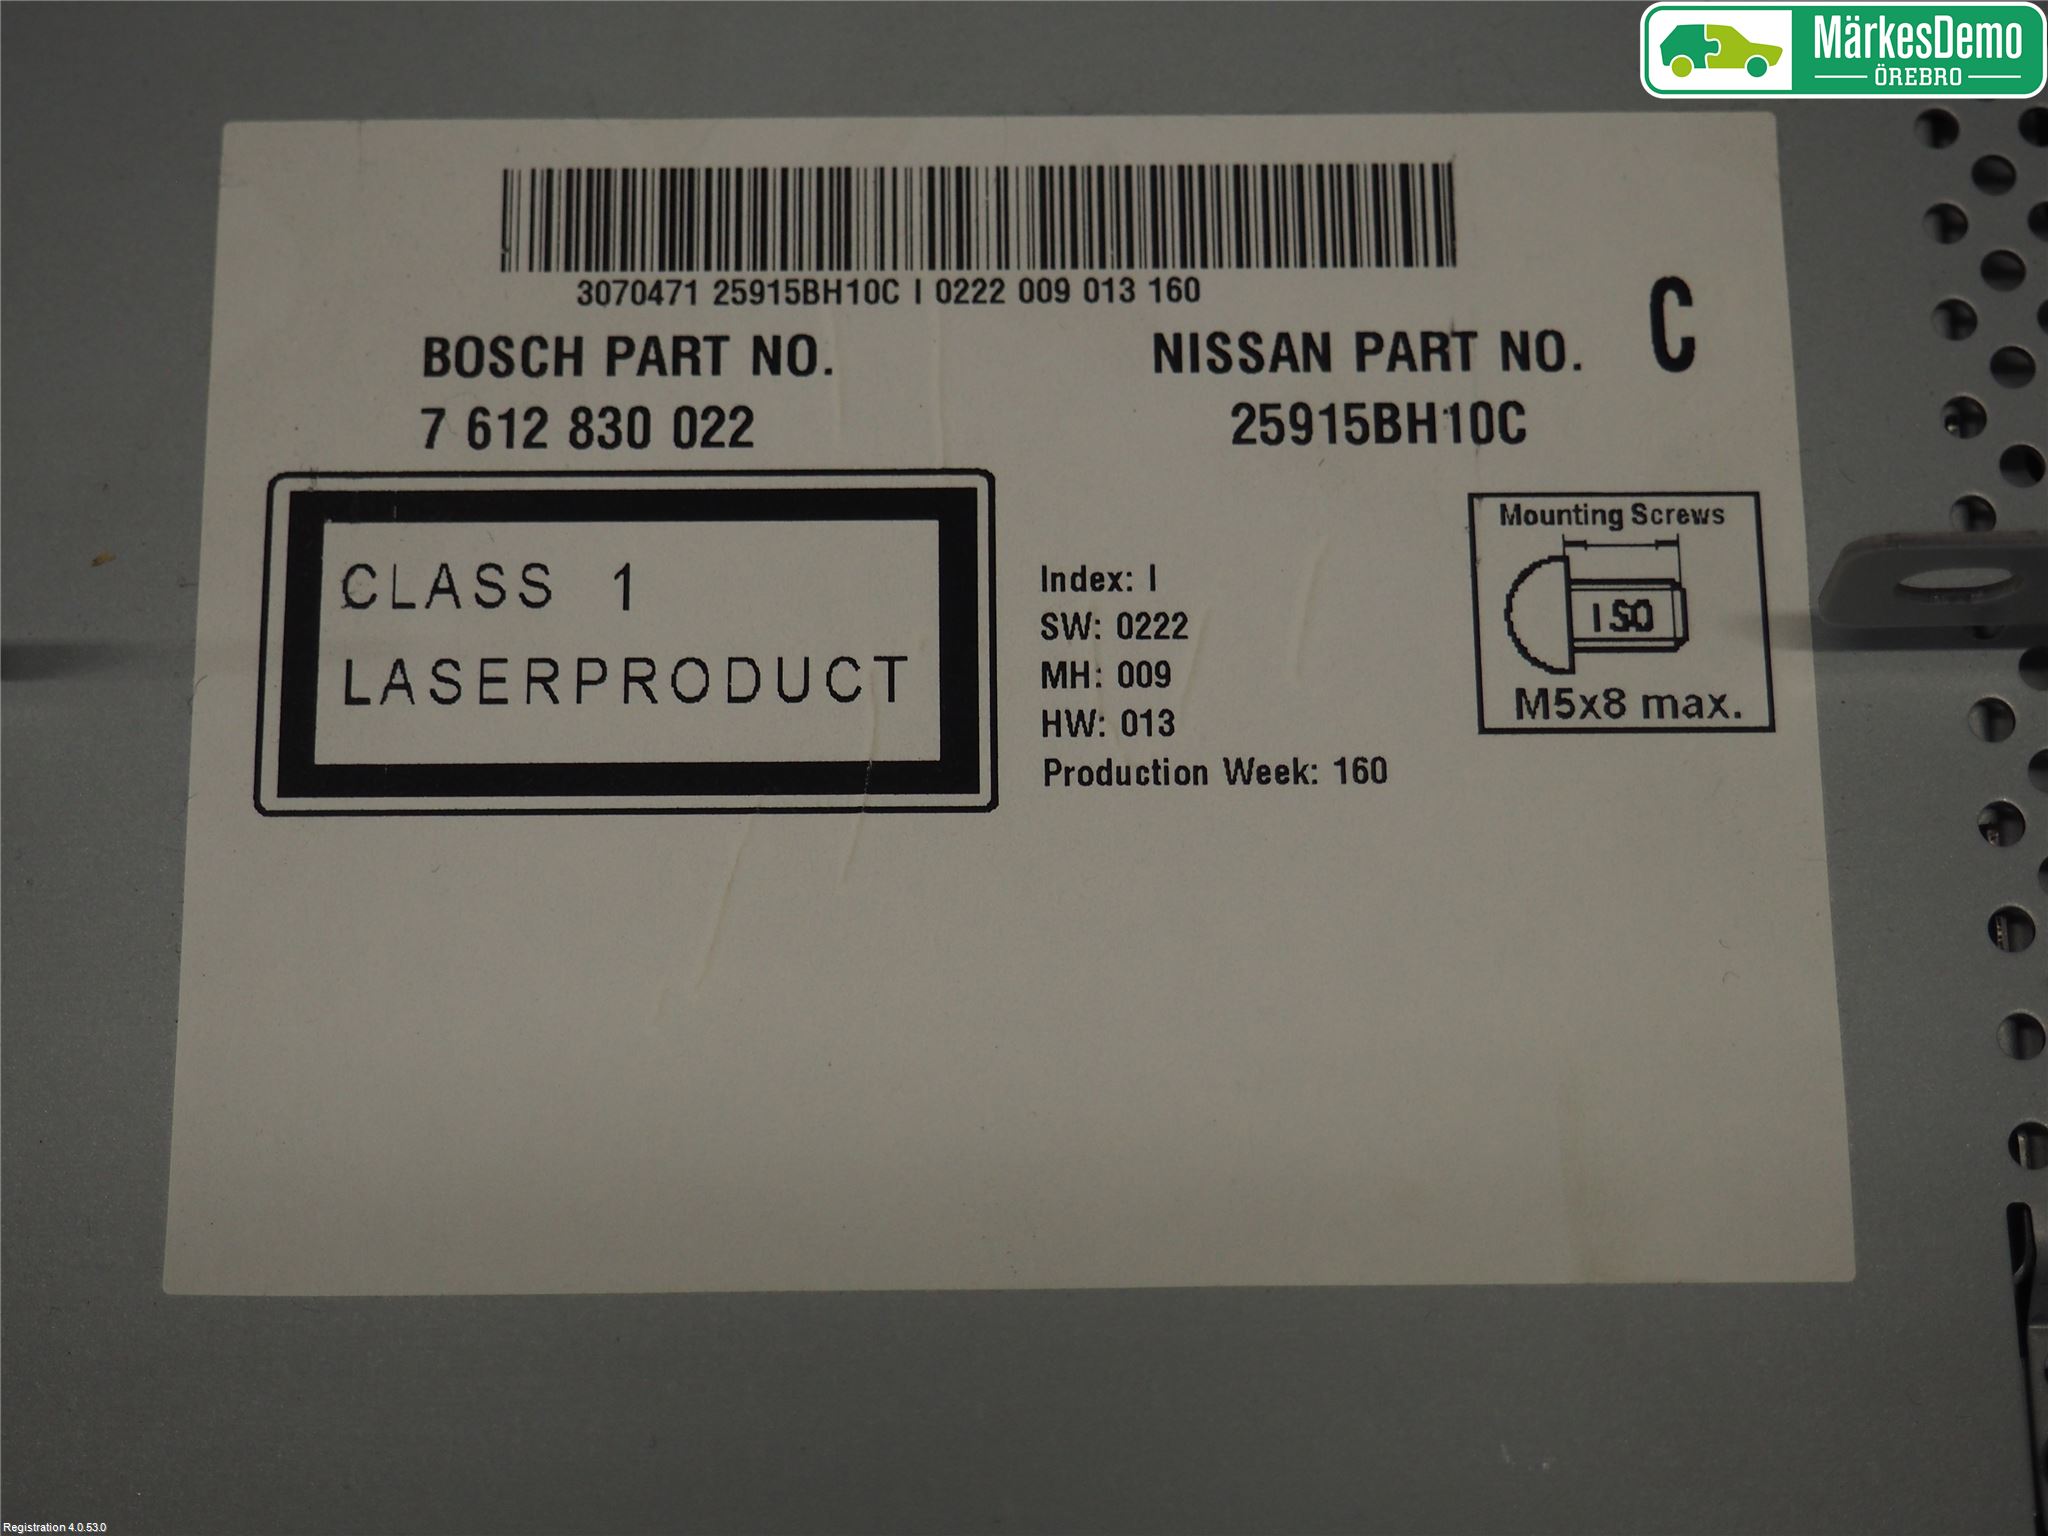 MärkesDemo
ÖREBRO
3070471 25915BH10C I 0222 009 013 160
BOSCH PART NO.
7 612 830 022
NISSAN PART NO.
25915BH10C
C
CLASS 1
LASERPRODUCT
Index: I
SW: 0222
MH: 009
HW: 013
Production Week: 160
Mounting Screws
ISO
M5x8 max.
Registration 4.0.53.0